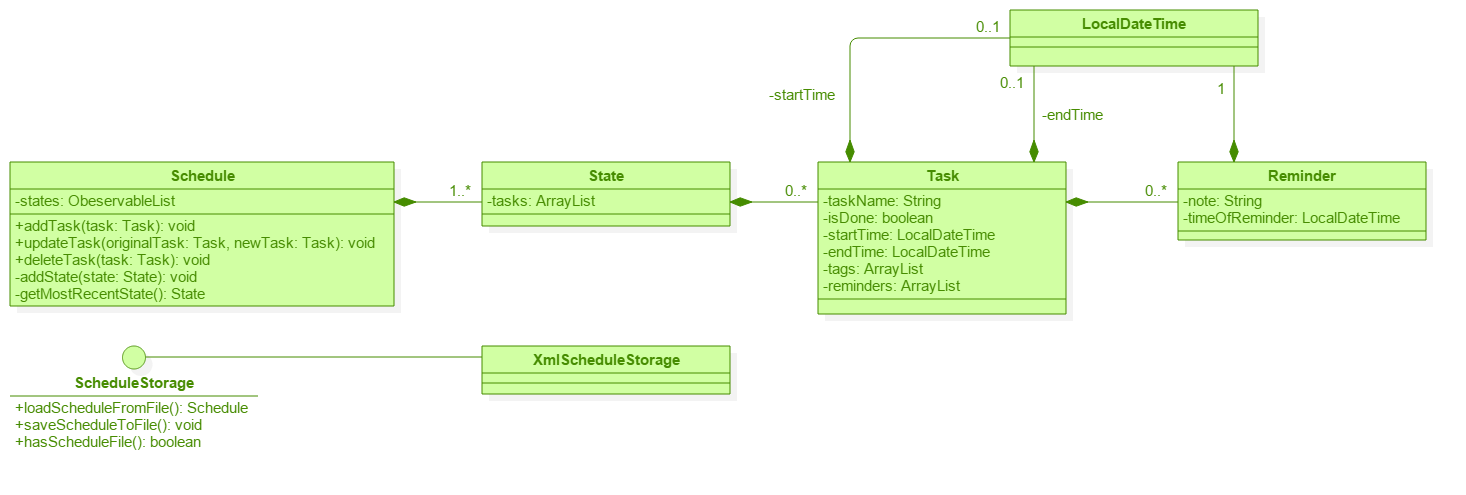 LocalDateTime
0..1
0..1
1
-startTime
-endTime
Schedule
-states: ObeservableList
+addTask(task: Task): void
+updateTask(originalTask: Task, newTask: Task): void
+deleteTask(task: Task): void
-addState(state: State): void
-getMostRecentState(): State
1..*
State
-tasks: ArrayList
0..*
Task
-taskName: String
-isDone: boolean
-startTime: LocalDateTime
-endTime: LocalDateTime
-tags: ArrayList
-reminders: ArrayList
0..*
Reminder
-note: String
-timeOfReminder: LocalDateTime
ScheduleStorage
+loadScheduleFromFile(): Schedule
+saveScheduleToFile(): void
+hasScheduleFile(): boolean
XmlScheduleStorage